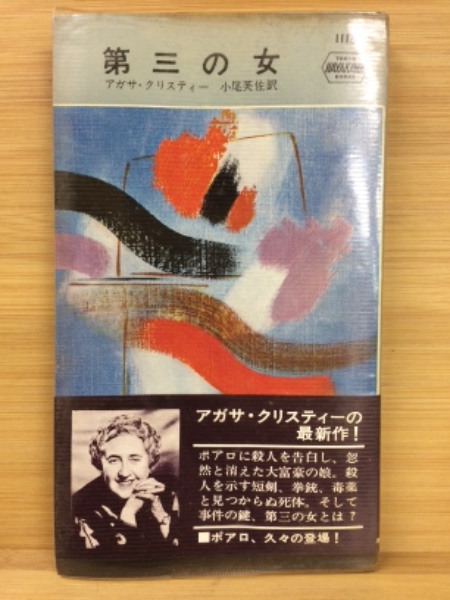 第三の女
アガサ・クリスティー 小尾芙佐訳
アガサ・クリスティーの
最新作!
ポアロに殺人を告白し、忽
然と消えた大富豪の娘。殺
人を示す短剣、拳銃、毒薬
と見つからぬ死体。そして
事件の鍵、第三の女とは?
■ポアロ、久々の登場!